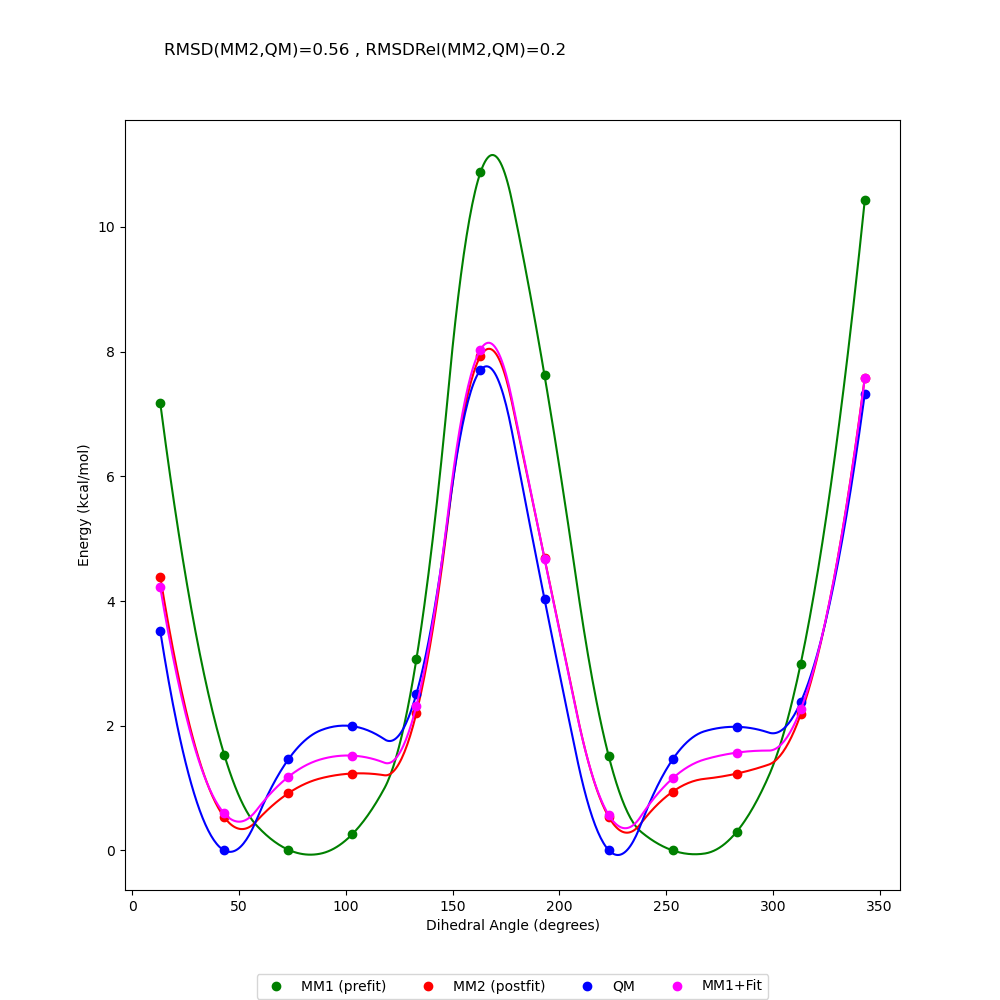 RMSD(MM2,QM)=0.56 , RMSDRel(MM2,QM)=0.2
Energy (kcal/mol)
10
8
6
4
2
0
0 50 100 150 200 250 300 350
Dihedral Angle (degrees)
MM1 (prefit) MM2 (postfit) QM MM1+Fit